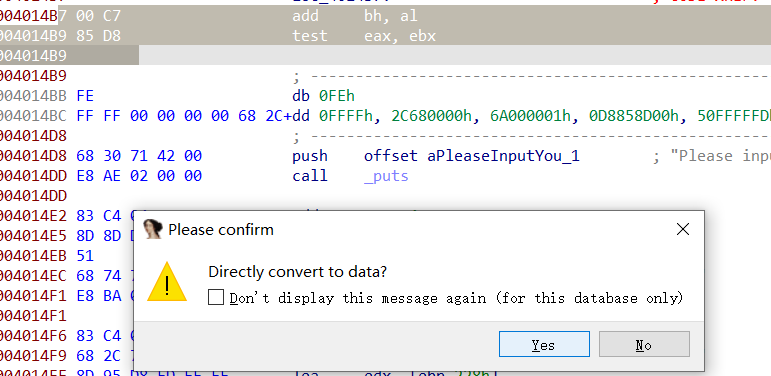 004014B7 00 C7 add bh, al
004014B9 85 D8 test eax, ebx
004014B9
004014B9 ; ---------------------------------------------------
004014BB FE db 0FEh
004014BC FF FF 00 00 00 00 68 2C+dd 0FFFFh, 2C680000h, 6A000001h, 0D8858D00h,
004014D8 ; ---------------------------------------------------
004014D8 68 30 71 42 00 push offset aPleaseInputYou_1 ; "Please
004014DD E8 AE 02 00 00 call _puts
004014DD
004014E2 83 C4
004014E5 8D 8D
004014EB 51
004014EC 68 74
004014F1 E8 BA
004014F1
004014F6 83 C4
004014F9 68 2C
Please confirm
Directly convert to data?
Don't display this message again (for this database only)
Yes No